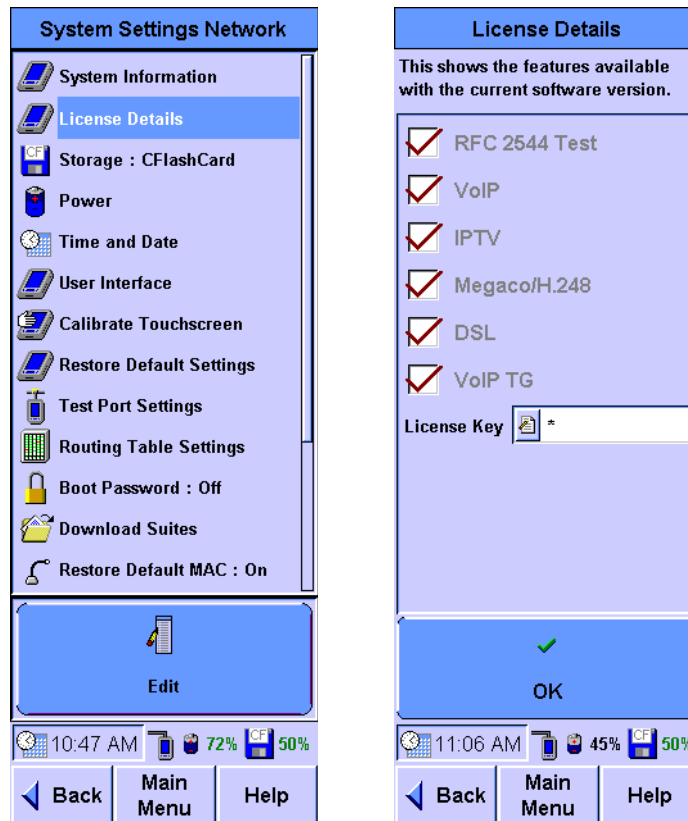 System Settings Network
System Information
License Details
CF
Storage : CFlashCard
Power
Time and Date
User Interface
Calibrate Touchscreen
Restore Default Settings
Test Port Settings
Routing Table Settings
Boot Password : Off
Download Suites
Restore Default MAC : On
Edit
10:47 AM 72% CF 50%
Back
Main
Menu
Help
License Details
This shows the features available
with the current software version.
RFC 2544 Test
VoIP
IPTV
Megaco/H.248
DSL
VoIP TG
License Key *
OK
11:06 AM 45% CF 50%
Back
Main
Menu
Help